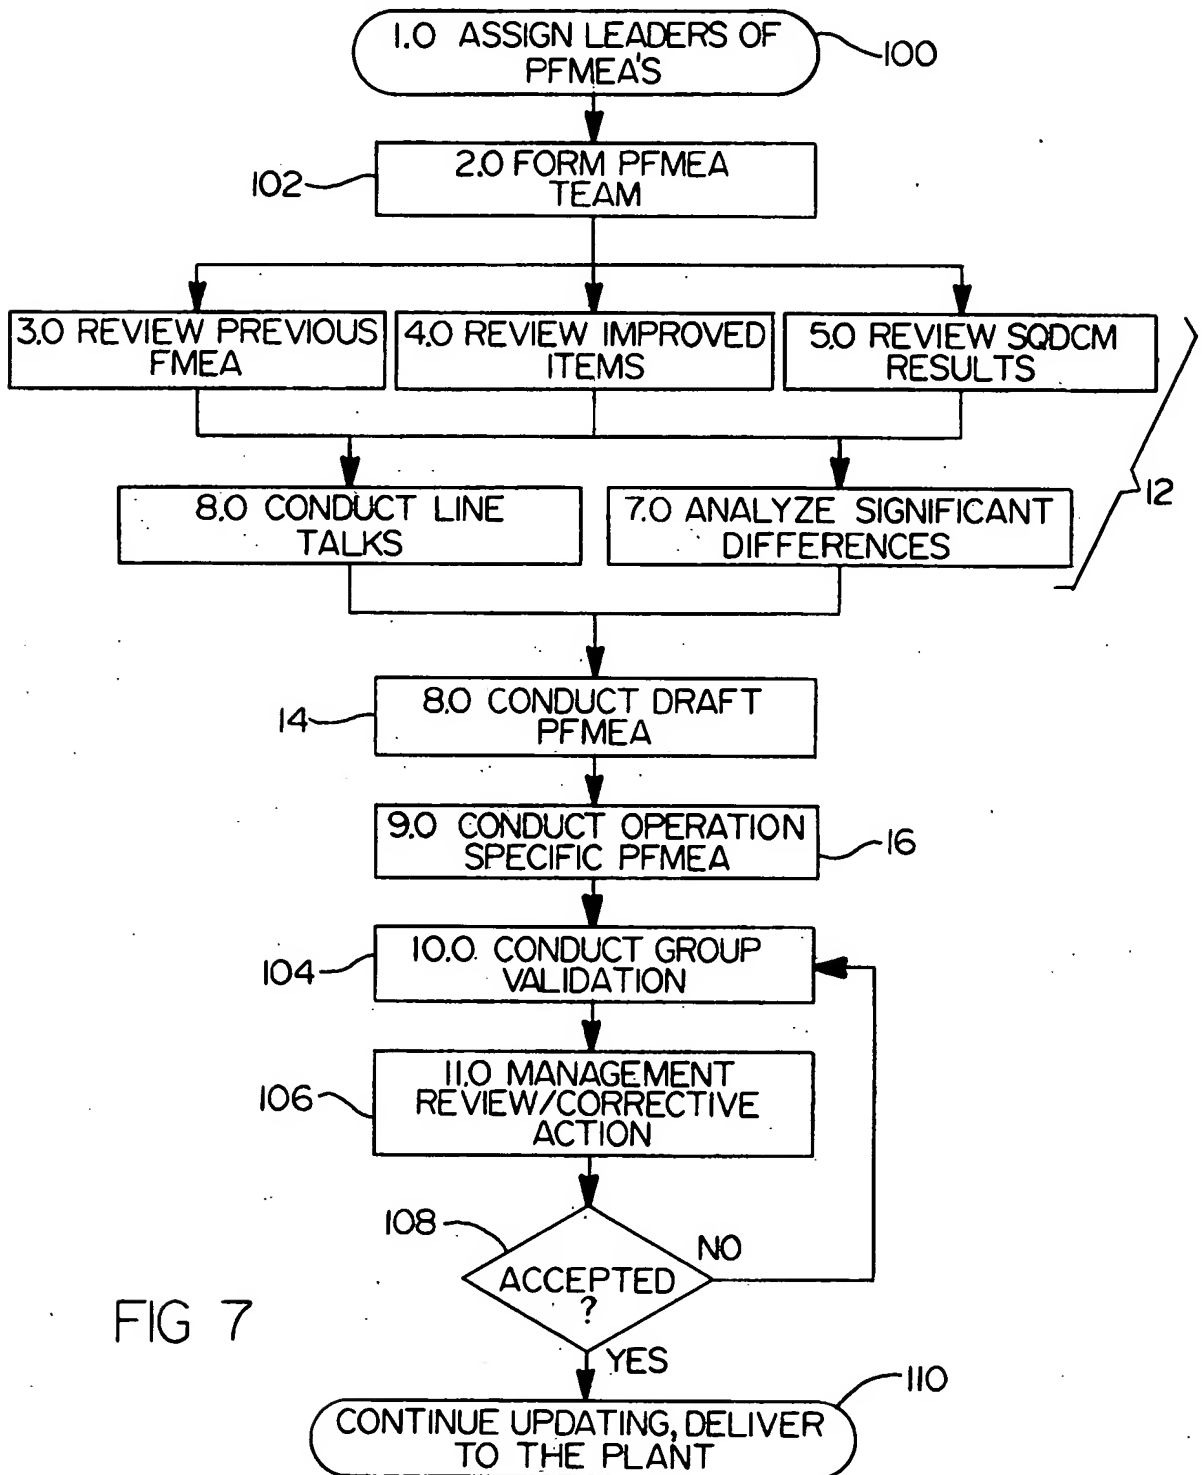 1.0 ASSIGN LEADERS OF
PFMEA'S
100
2.0 FORM PFMEA
TEAM
102
3.0 REVIEW PREVIOUS
FMEA
4.0 REVIEW IMPROVED
ITEMS
5.0 REVIEW SQDCM
RESULTS
12
8.0 CONDUCT LINE
TALKS
7.0 ANALYZE SIGNIFICANT
DIFFERENCES
14
8.0 CONDUCT DRAFT
PFMEA
9.0 CONDUCT OPERATION
SPECIFIC PFMEA
16
104
10.0 CONDUCT GROUP
VALIDATION
106
11.0 MANAGEMENT
REVIEW/CORRECTIVE
ACTION
108
ACCEPTED
?
NO
YES
FIG 7
110
CONTINUE UPDATING, DELIVER
TO THE PLANT